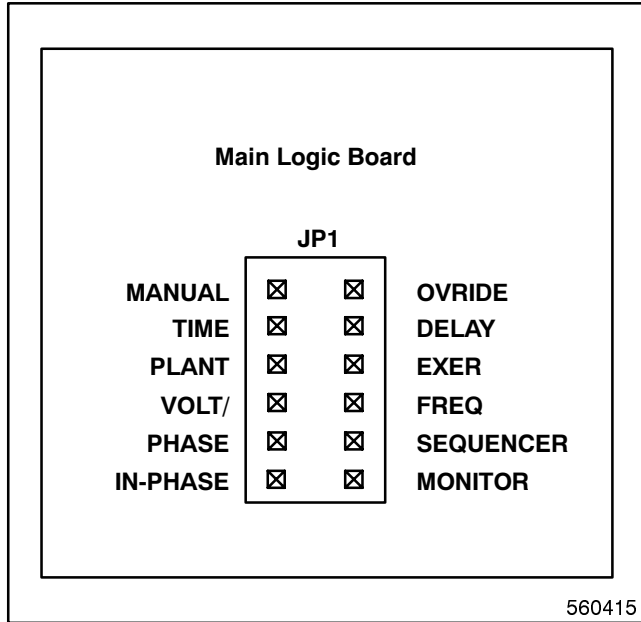 Main Logic Board
JP1
MANUAL OVRIDE
TIME DELAY
PLANT EXER
VOLT/ FREQ
PHASE SEQUENCER
IN-PHASE MONITOR
560415